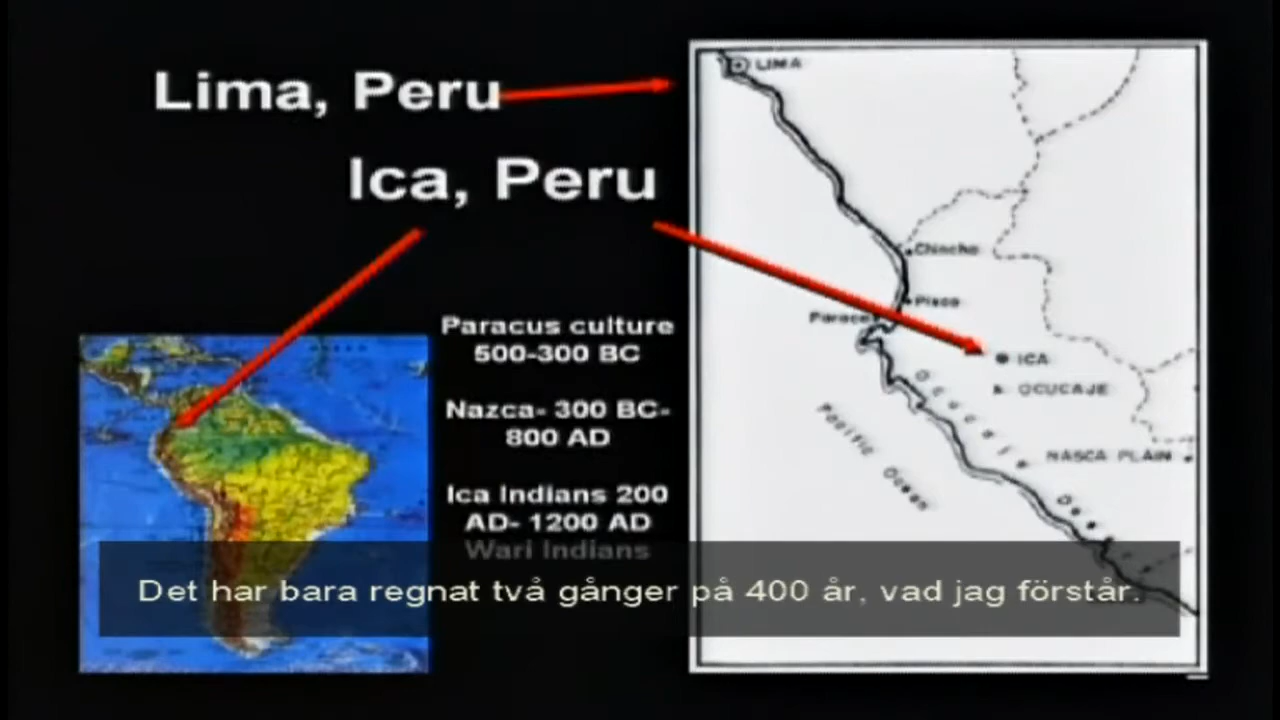 Lima, Peru
Ica, Peru
Paracus culture
500-300 BC
Nazca- 300 BC-
800 AD
Ica Indians 200
AD- 1200 AD
Wari Indians
LIMA
Chincha
Pisco
Paracas
ICA
OCUCAJE
NASCA PLAIN
Pacific Ocean
Det har bara regnat två gånger på 400 år, vad jag förstår.